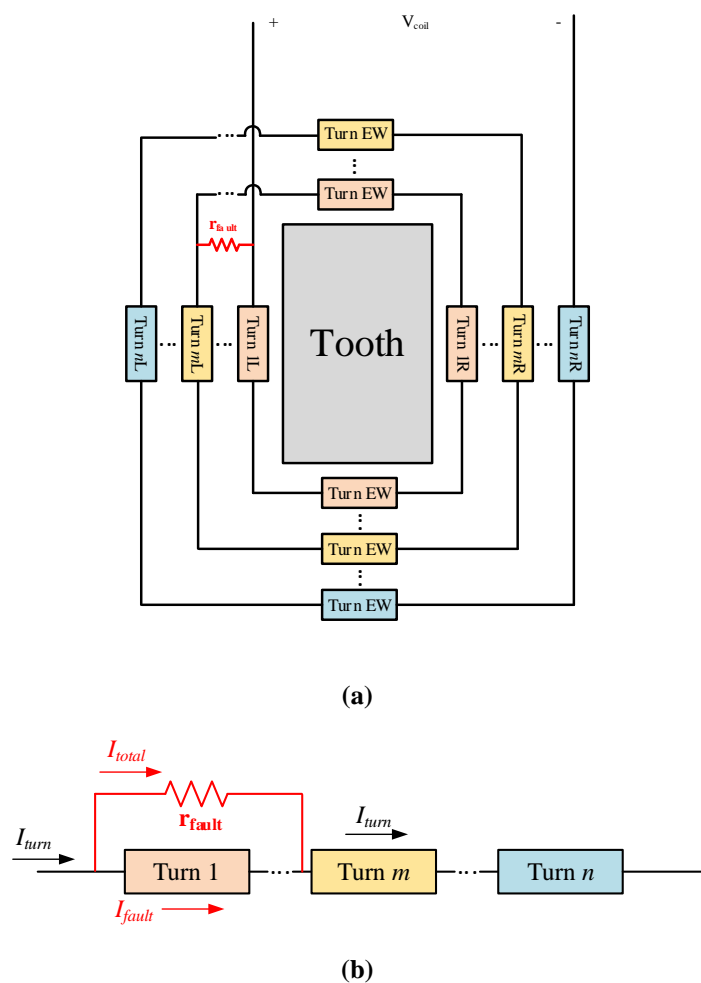 + V_coil -
Turn EW
Turn EW
r_fault
Turn nL
Turn mL
Turn 1L
Tooth
Turn 1R
Turn mR
Turn nR
Turn EW
Turn EW
Turn EW
(a)
I_total
r_fault
I_turn
I_turn
Turn 1
Turn m
Turn n
I_fault
(b)